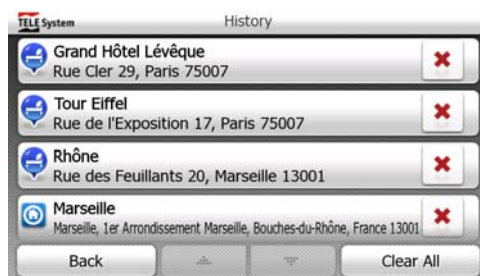 TELE System
History
Grand Hôtel Lévêque
Rue Cler 29, Paris 75007
Tour Eiffel
Rue de l'Exposition 17, Paris 75007
Rhône
Rue des Feuillants 20, Marseille 13001
Marseille
Marseille, 1er Arrondissement Marseille, Bouches-du-Rhône, France 13001
Back
Clear All